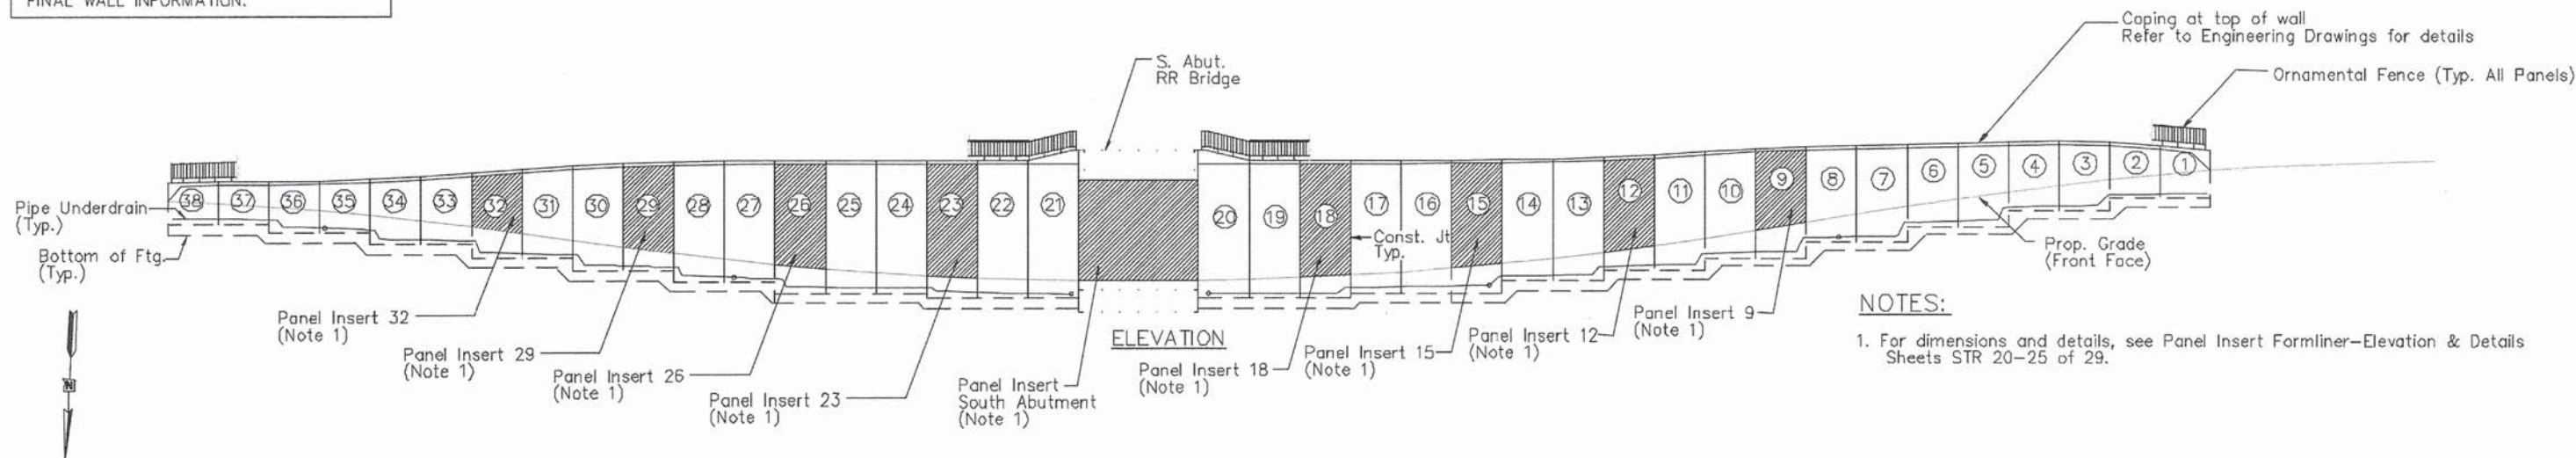 FINAL WALL INFORMATION.
Coping at top of wall
Refer to Engineering Drawings for details
Ornamental Fence (Typ. All Panels)
S. Abut.
RR Bridge
38 37 36 35 34 33 32 31 30 29 28 27 26 25 24 23 22 21 20 19 18 17 16 15 14 13 12 11 10 9 8 7 6 5 4 3 2 1
Pipe Underdrain
(Typ.)
Bottom of Ftg.
(Typ.)
Const. Jt
Typ.
Prop. Grade
(Front Face)
Panel Insert 32
(Note 1)
Panel Insert 29
(Note 1)
Panel Insert 26
(Note 1)
Panel Insert 23
(Note 1)
Panel Insert
South Abutment
(Note 1)
ELEVATION
Panel Insert 18
(Note 1)
Panel Insert 15
(Note 1)
Panel Insert 12
(Note 1)
Panel Insert 9
(Note 1)
N
NOTES:
1. For dimensions and details, see Panel Insert Formliner-Elevation & Details
Sheets STR 20-25 of 29.